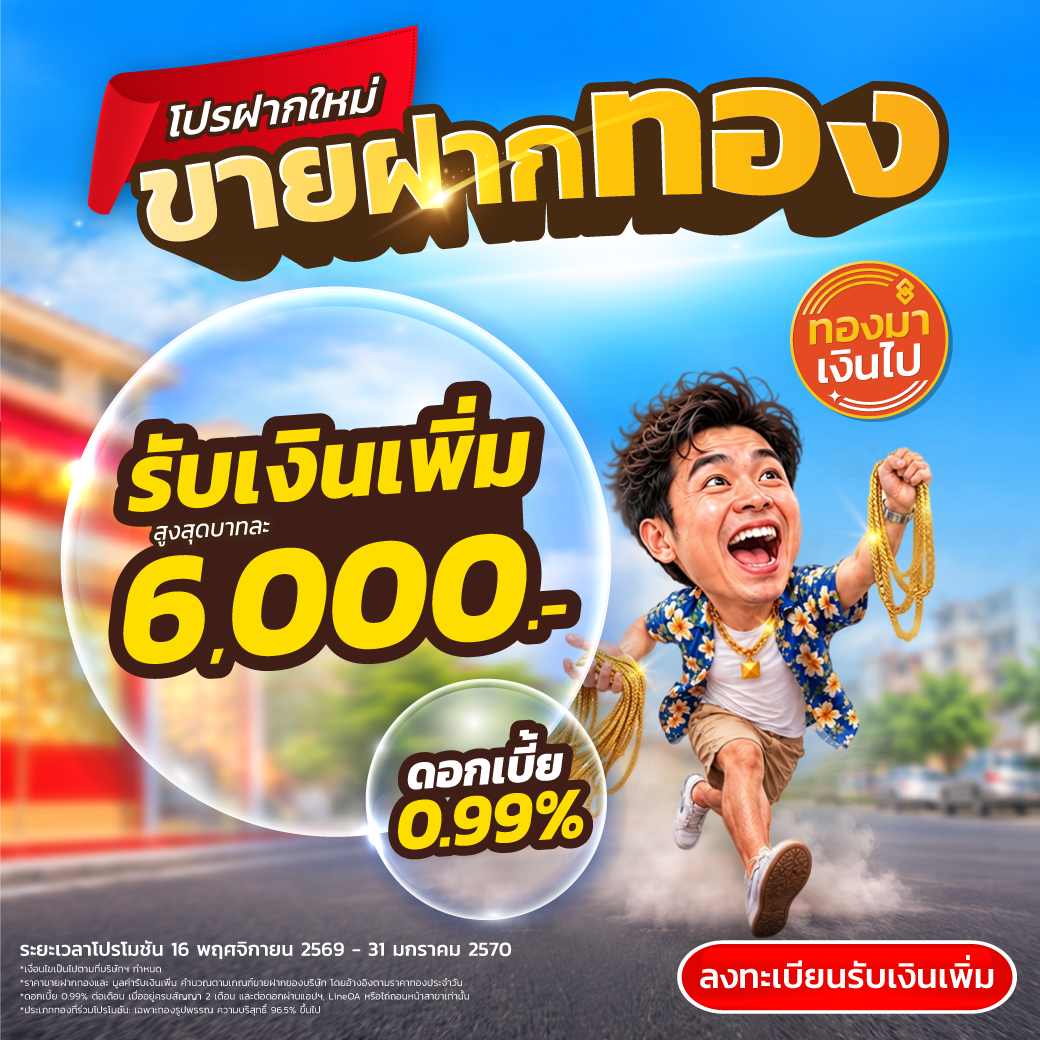 โปรฝากใหม่
ขายฝากทอง
ทองมา
เงินไป
รับเงินเพิ่ม
สูงสุดบาทละ
6,000.-
ดอกเบี้ย
0.99%
ระยะเวลาโปรโมชัน 16 พฤศจิกายน 2569 - 31 มกราคม 2570
*เงื่อนไขเป็นไปตามที่บริษัทฯ กำหนด
*ราคาขายฝากทองและ มูลค่ารับเงินเพิ่ม คำนวณตามเกณฑ์ขายฝากของบริษัท โดยอ้างอิงตามราคาทองประจำวัน
*ดอกเบี้ย 0.99% ต่อเดือน เมื่ออยู่ครบสัญญา 2 เดือน และต่อดอกผ่านแอปฯ, LineOA หรือไถ่ถอนหน้าสาขาเท่านั้น
*ประเภททองที่ร่วมโปรโมชัน: เฉพาะทองรูปพรรณ ความบริสุทธิ์ 96.5% ขึ้นไป
ลงทะเบียนรับเงินเพิ่ม